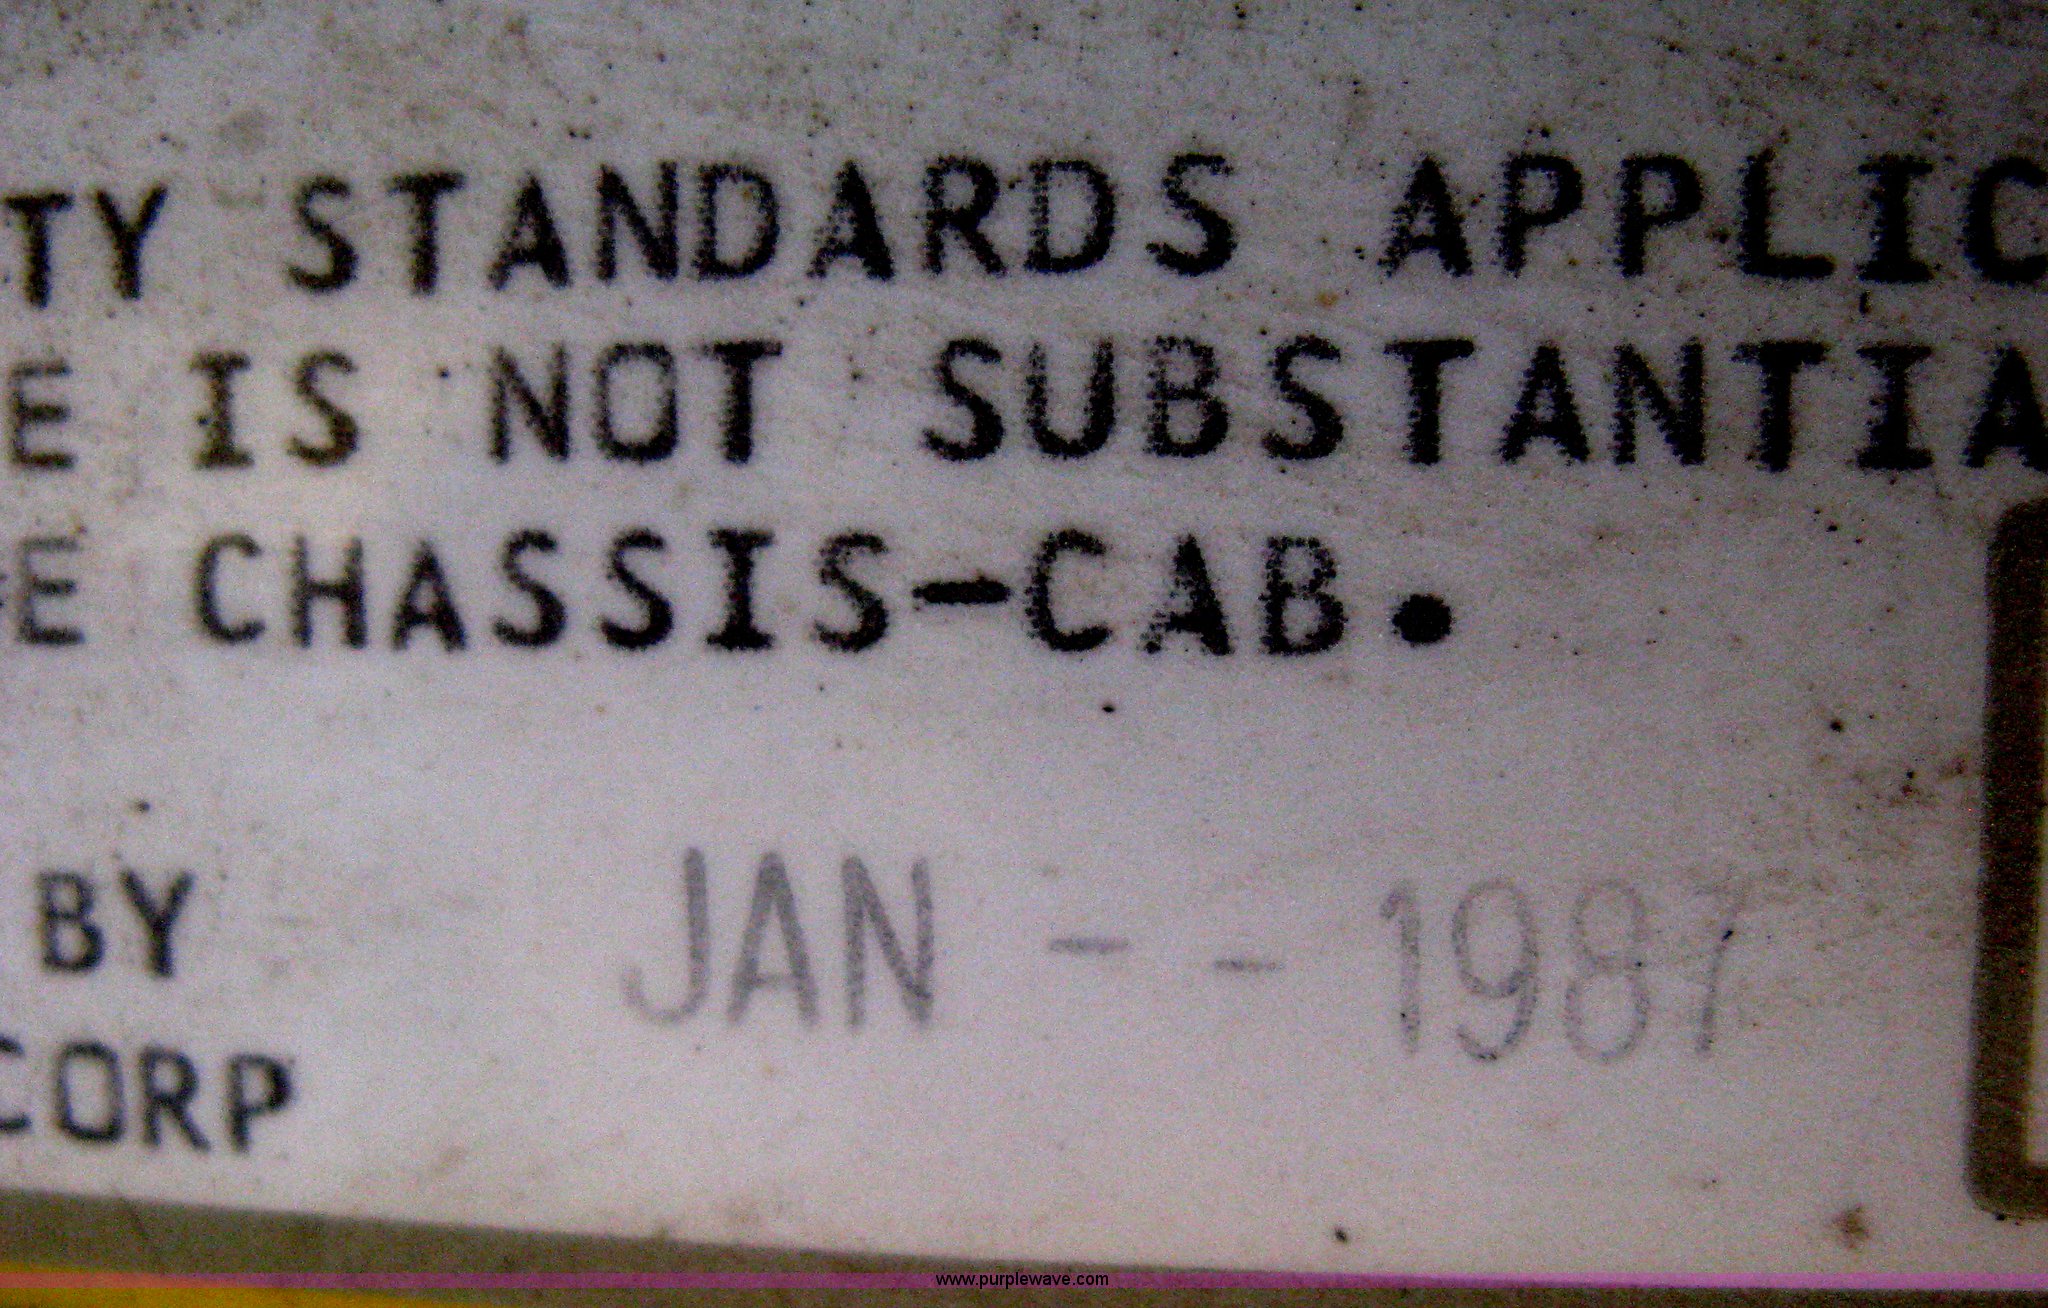 TY STANDARDS APPLIC
E IS NOT SUBSTANTIA
E CHASSIS-CAB.
BY JAN -- 1987
CORP
www.purplewave.com